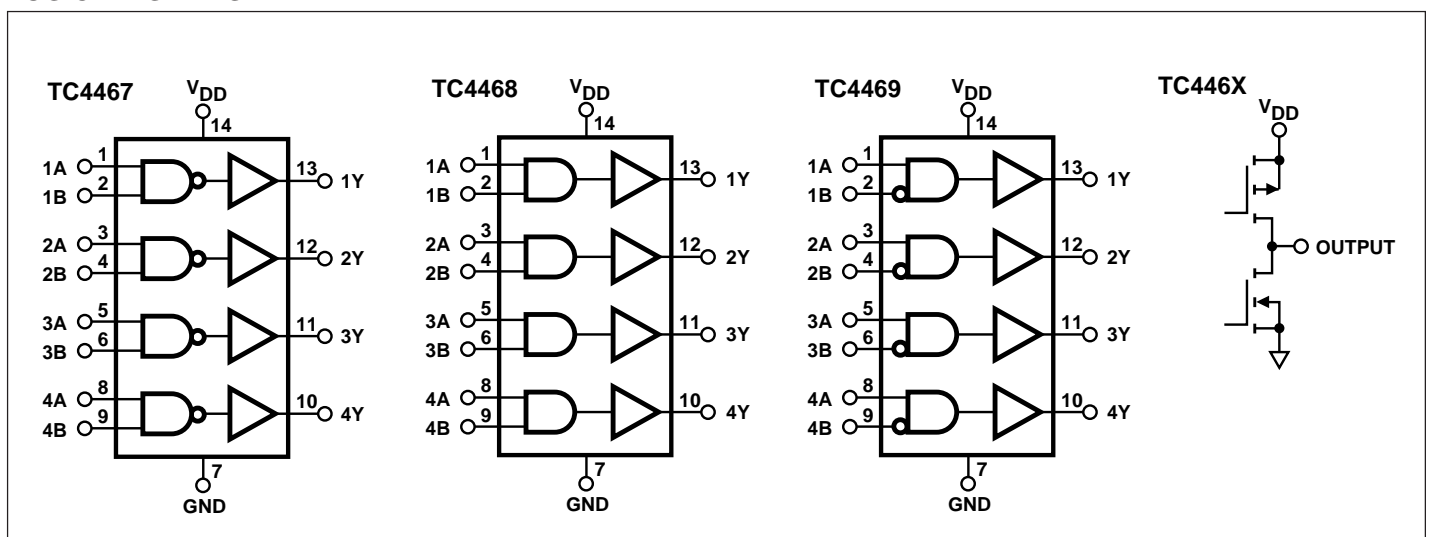 TC4467
VDD
14
1A 1
1B 2
13 1Y
2A 3
2B 4
12 2Y
3A 5
3B 6
11 3Y
4A 8
4B 9
10 4Y
7
GND
TC4468
VDD
14
1A 1
1B 2
13 1Y
2A 3
2B 4
12 2Y
3A 5
3B 6
11 3Y
4A 8
4B 9
10 4Y
7
GND
TC4469
VDD
14
1A 1
1B 2
13 1Y
2A 3
2B 4
12 2Y
3A 5
3B 6
11 3Y
4A 8
4B 9
10 4Y
7
GND
TC446X
VDD
OUTPUT